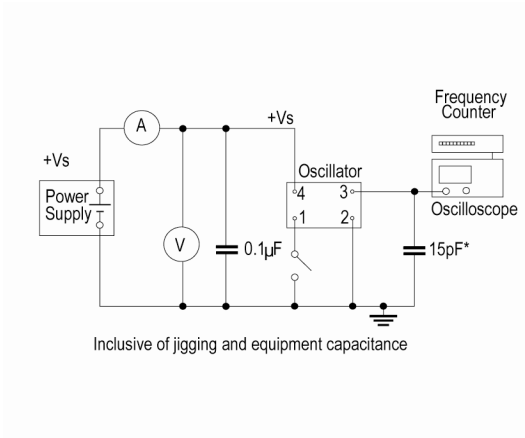 Frequency
Counter
A
+Vs
+Vs
Oscillator
Power
Supply
4
3
1
2
Oscilloscope
V
0.1µF
15pF*
Inclusive of jigging and equipment capacitance